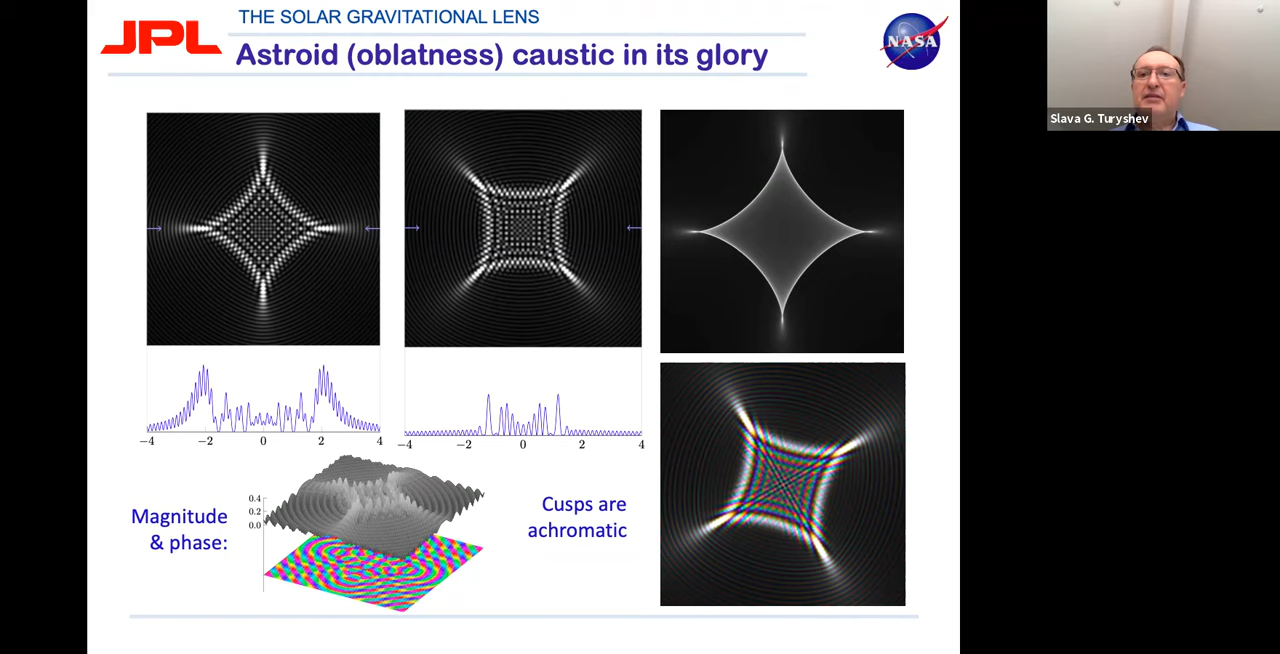 JPL
THE SOLAR GRAVITATIONAL LENS
Astroid (oblatness) caustic in its glory
NASA
Slava G. Turyshev
−4 −2 0 2 4
−4 −2 0 2 4
Magnitude
& phase:
0.4
0.2
0.0
Cusps are
achromatic